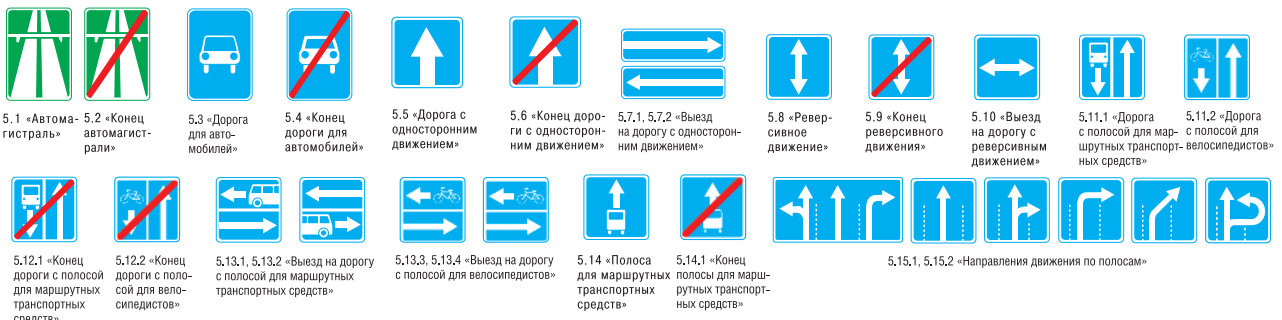 5.1 «Автома-
гистраль»
5.2 «Конец
автомагист-
рали»
5.3 «Дорога
для авто-
мобилей»
5.4 «Конец
дороги для
автомобилей»
5.5 «Дорога с
односторонним
движением»
5.6 «Конец доро-
ги с односторон-
ним движением»
5.7.1, 5.7.2 «Выезд
на дорогу с односторон-
ним движением»
5.8 «Ревер-
сивное
движение»
5.9 «Конец
реверсивного
движения»
5.10 «Выезд
на дорогу с
реверсивным
движением»
5.11.1 «Дорога
с полосой для мар-
шрутных транспорт-
ных средств»
5.11.2 «Дорога
с полосой для
велосипедистов»
5.12.1 «Конец
дороги с полосой
для маршрутных
транспортных
средств»
5.12.2 «Конец
дороги с поло-
сой для вело-
сипедистов»
5.13.1, 5.13.2 «Выезд на дорогу
с полосой для маршрутных
транспортных средств»
5.13.3, 5.13.4 «Выезд на дорогу
с полосой для велосипедистов»
5.14 «Полоса
для маршрутных
транспортных
средств»
5.14.1 «Конец
полосы для марш-
рутных транспорт-
ных средств»
5.15.1, 5.15.2 «Направления движения по полосам»